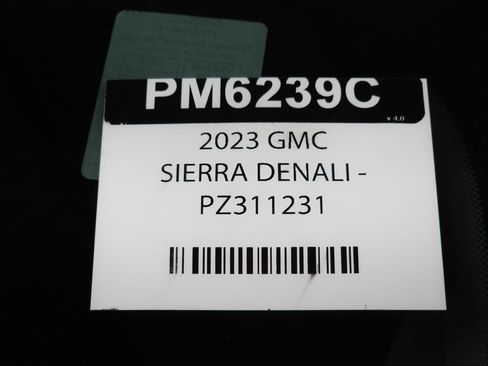 PM6239C
v 4.0
2023 GMC
SIERRA DENALI -
PZ311231